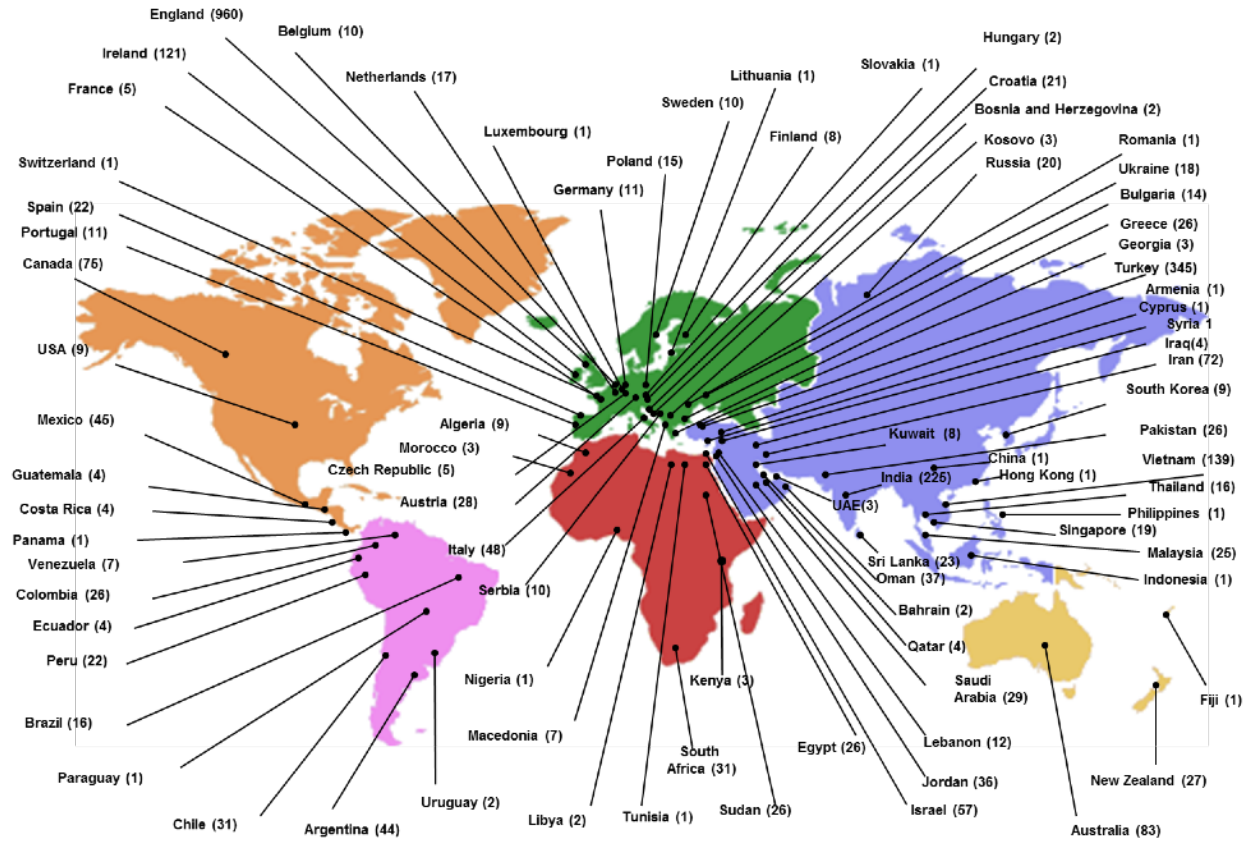 England (960)
Belgium (10)
Hungary (2)
Ireland (121)
Slovakia (1)
Netherlands (17)
Lithuania (1)
Croatia (21)
France (5)
Sweden (10)
Bosnia and Herzegovina (2)
Luxembourg (1)
Finland (8)
Kosovo (3)
Romania (1)
Switzerland (1)
Poland (15)
Russia (20)
Ukraine (18)
Germany (11)
Bulgaria (14)
Spain (22)
Greece (26)
Portugal (11)
Georgia (3)
Canada (75)
Turkey (345)
Armenia (1)
Cyprus (1)
Syria 1
USA (9)
Iraq(4)
Iran (72)
South Korea (9)
Mexico (45)
Algeria (9)
Kuwait (8)
Pakistan (26)
Morocco (3)
China (1)
Vietnam (139)
Guatemala (4)
Czech Republic (5)
India (225)
Hong Kong (1)
Thailand (16)
Costa Rica (4)
Austria (28)
UAE(3)
Philippines (1)
Panama (1)
Singapore (19)
Venezuela (7)
Italy (48)
Malaysia (25)
Sri Lanka (23)
Colombia (26)
Serbia (10)
Oman (37)
Indonesia (1)
Ecuador (4)
Bahrain (2)
Peru (22)
Qatar (4)
Nigeria (1)
Kenya (3)
Saudi
Arabia (29)
Fiji (1)
Brazil (16)
Macedonia (7)
South
Africa (31)
Egypt (26)
Lebanon (12)
Paraguay (1)
Jordan (36)
New Zealand (27)
Uruguay (2)
Sudan (26)
Israel (57)
Chile (31)
Argentina (44)
Libya (2)
Tunisia (1)
Australia (83)